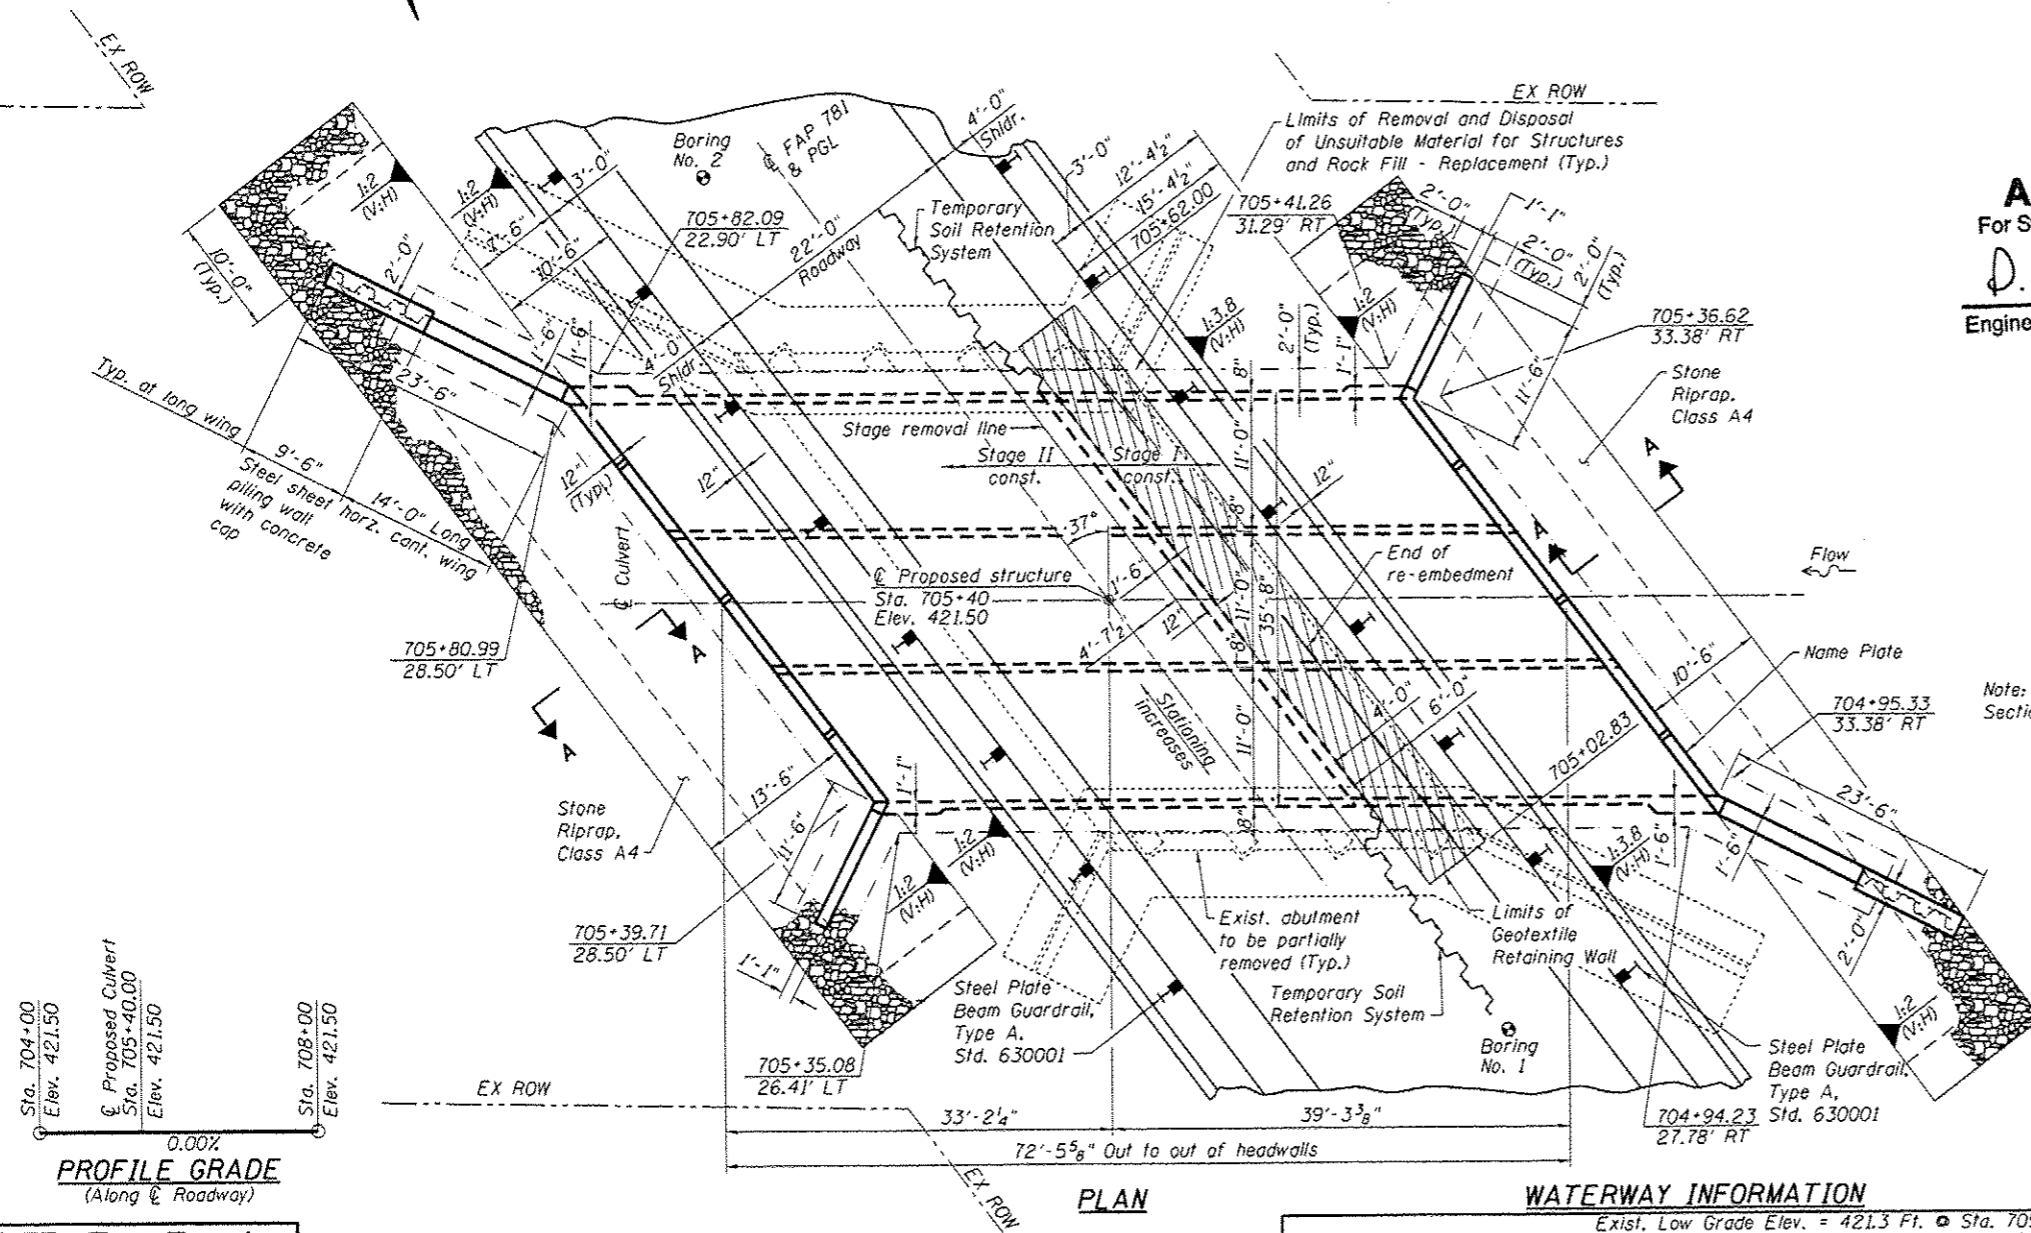 EX ROW
EX ROW
Limits of Removal and Disposal
of Unsuitable Material for Structures
and Rock Fill - Replacement (Typ.)
Boring
No. 2
℄ FAP 781
& PGL
4'-0"
Shldr.
3'-0"
12'-4½"
15'-4½"
705+62.00
705+41.26
31.29' RT
2'-0"
(Typ.)
1'-1"
2'-0"
(Typ.)
2'-0"
(Typ.)
A
For S
D.
Engine
1:2
(V:H)
1:2
(V:H)
3'-0"
7'-6"
10'-6"
705+82.09
22.90' LT
22'-0"
Roadway
Temporary
Soil Retention
System
1:3.8
(V:H)
2'-0"
(Typ.)
1'-1"
1:2
(V:H)
705+36.62
33.38' RT
11'-6"
Stone
Riprap,
Class A4
10'-0"
(Typ.)
2'-0"
1'-6"
11'-6"
4'-0"
Shldr.
23'-6"
8"
Typ. at long wing
9'-6"
Steel sheet
piling wall
with concrete
cap
14'-0" Long
horz. cant. wing
12"
(Typ.)
12"
Stage removal line
Stage II
const.
Stage I
const.
11'-0"
12"
8"
A
A
37°
℄ Culvert
℄ Proposed structure
Sta. 705+40
Elev. 421.50
1'-6"
End of
re-embedment
Flow
11'-0"
35'-8"
4'-7½"
12"
8"
A
A
705+80.99
28.50' LT
10'-6"
Name Plate
704+95.33
33.38' RT
Note:
Sectio
Stationing
increases
11'-0"
4'-0"
6'-0"
705+02.83
8"
13'-6"
1'-1"
11'-6"
Stone
Riprap,
Class A4
1:2
(V:H)
1:2
(V:H)
1:3.8
(V:H)
1'-6"
1'-6"
23'-6"
2'-0"
1:2
(V:H)
705+39.71
28.50' LT
1'-1"
Exist. abutment
to be partially
removed (Typ.)
Limits of
Geotextile
Retaining Wall
Steel Plate
Beam Guardrail,
Type A,
Std. 630001
Temporary Soil
Retention System
Boring
No. 1
Steel Plate
Beam Guardrail,
Type A,
Std. 630001
705+35.08
26.41' LT
704+94.23
27.78' RT
EX ROW
EX ROW
33'-2¼"
39'-3⅜"
72'-5⅝" Out to out of headwalls
Sta. 704+00
Elev. 421.50
℄ Proposed Culvert
Sta. 705+40.00
Elev. 421.50
Sta. 708+00
Elev. 421.50
0.00%
PROFILE GRADE
(Along ℄ Roadway)
PLAN
WATERWAY INFORMATION
Exist. Low Grade Elev. = 421.3 Ft. @ Sta. 705